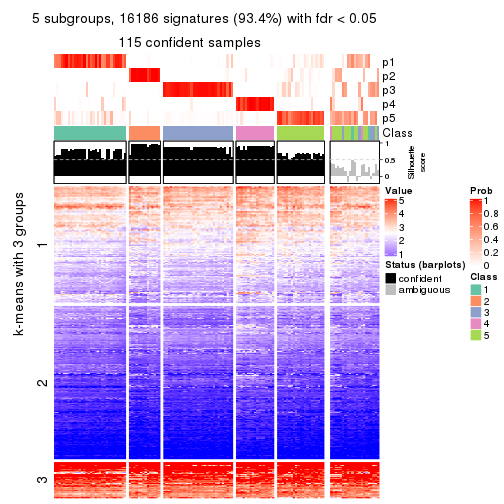 5 subgroups, 16186 signatures (93.4%) with fdr < 0.05
115 confident samples
p1
p2
p3
p4
p5
Class
1
0.5
0
Silhouette
score
k-means with 3 groups
1
2
3
Value
5
4
3
2
1
Status (barplots)
confident
ambiguous
Prob
1
0.8
0.6
0.4
0.2
0
Class
1
2
3
4
5